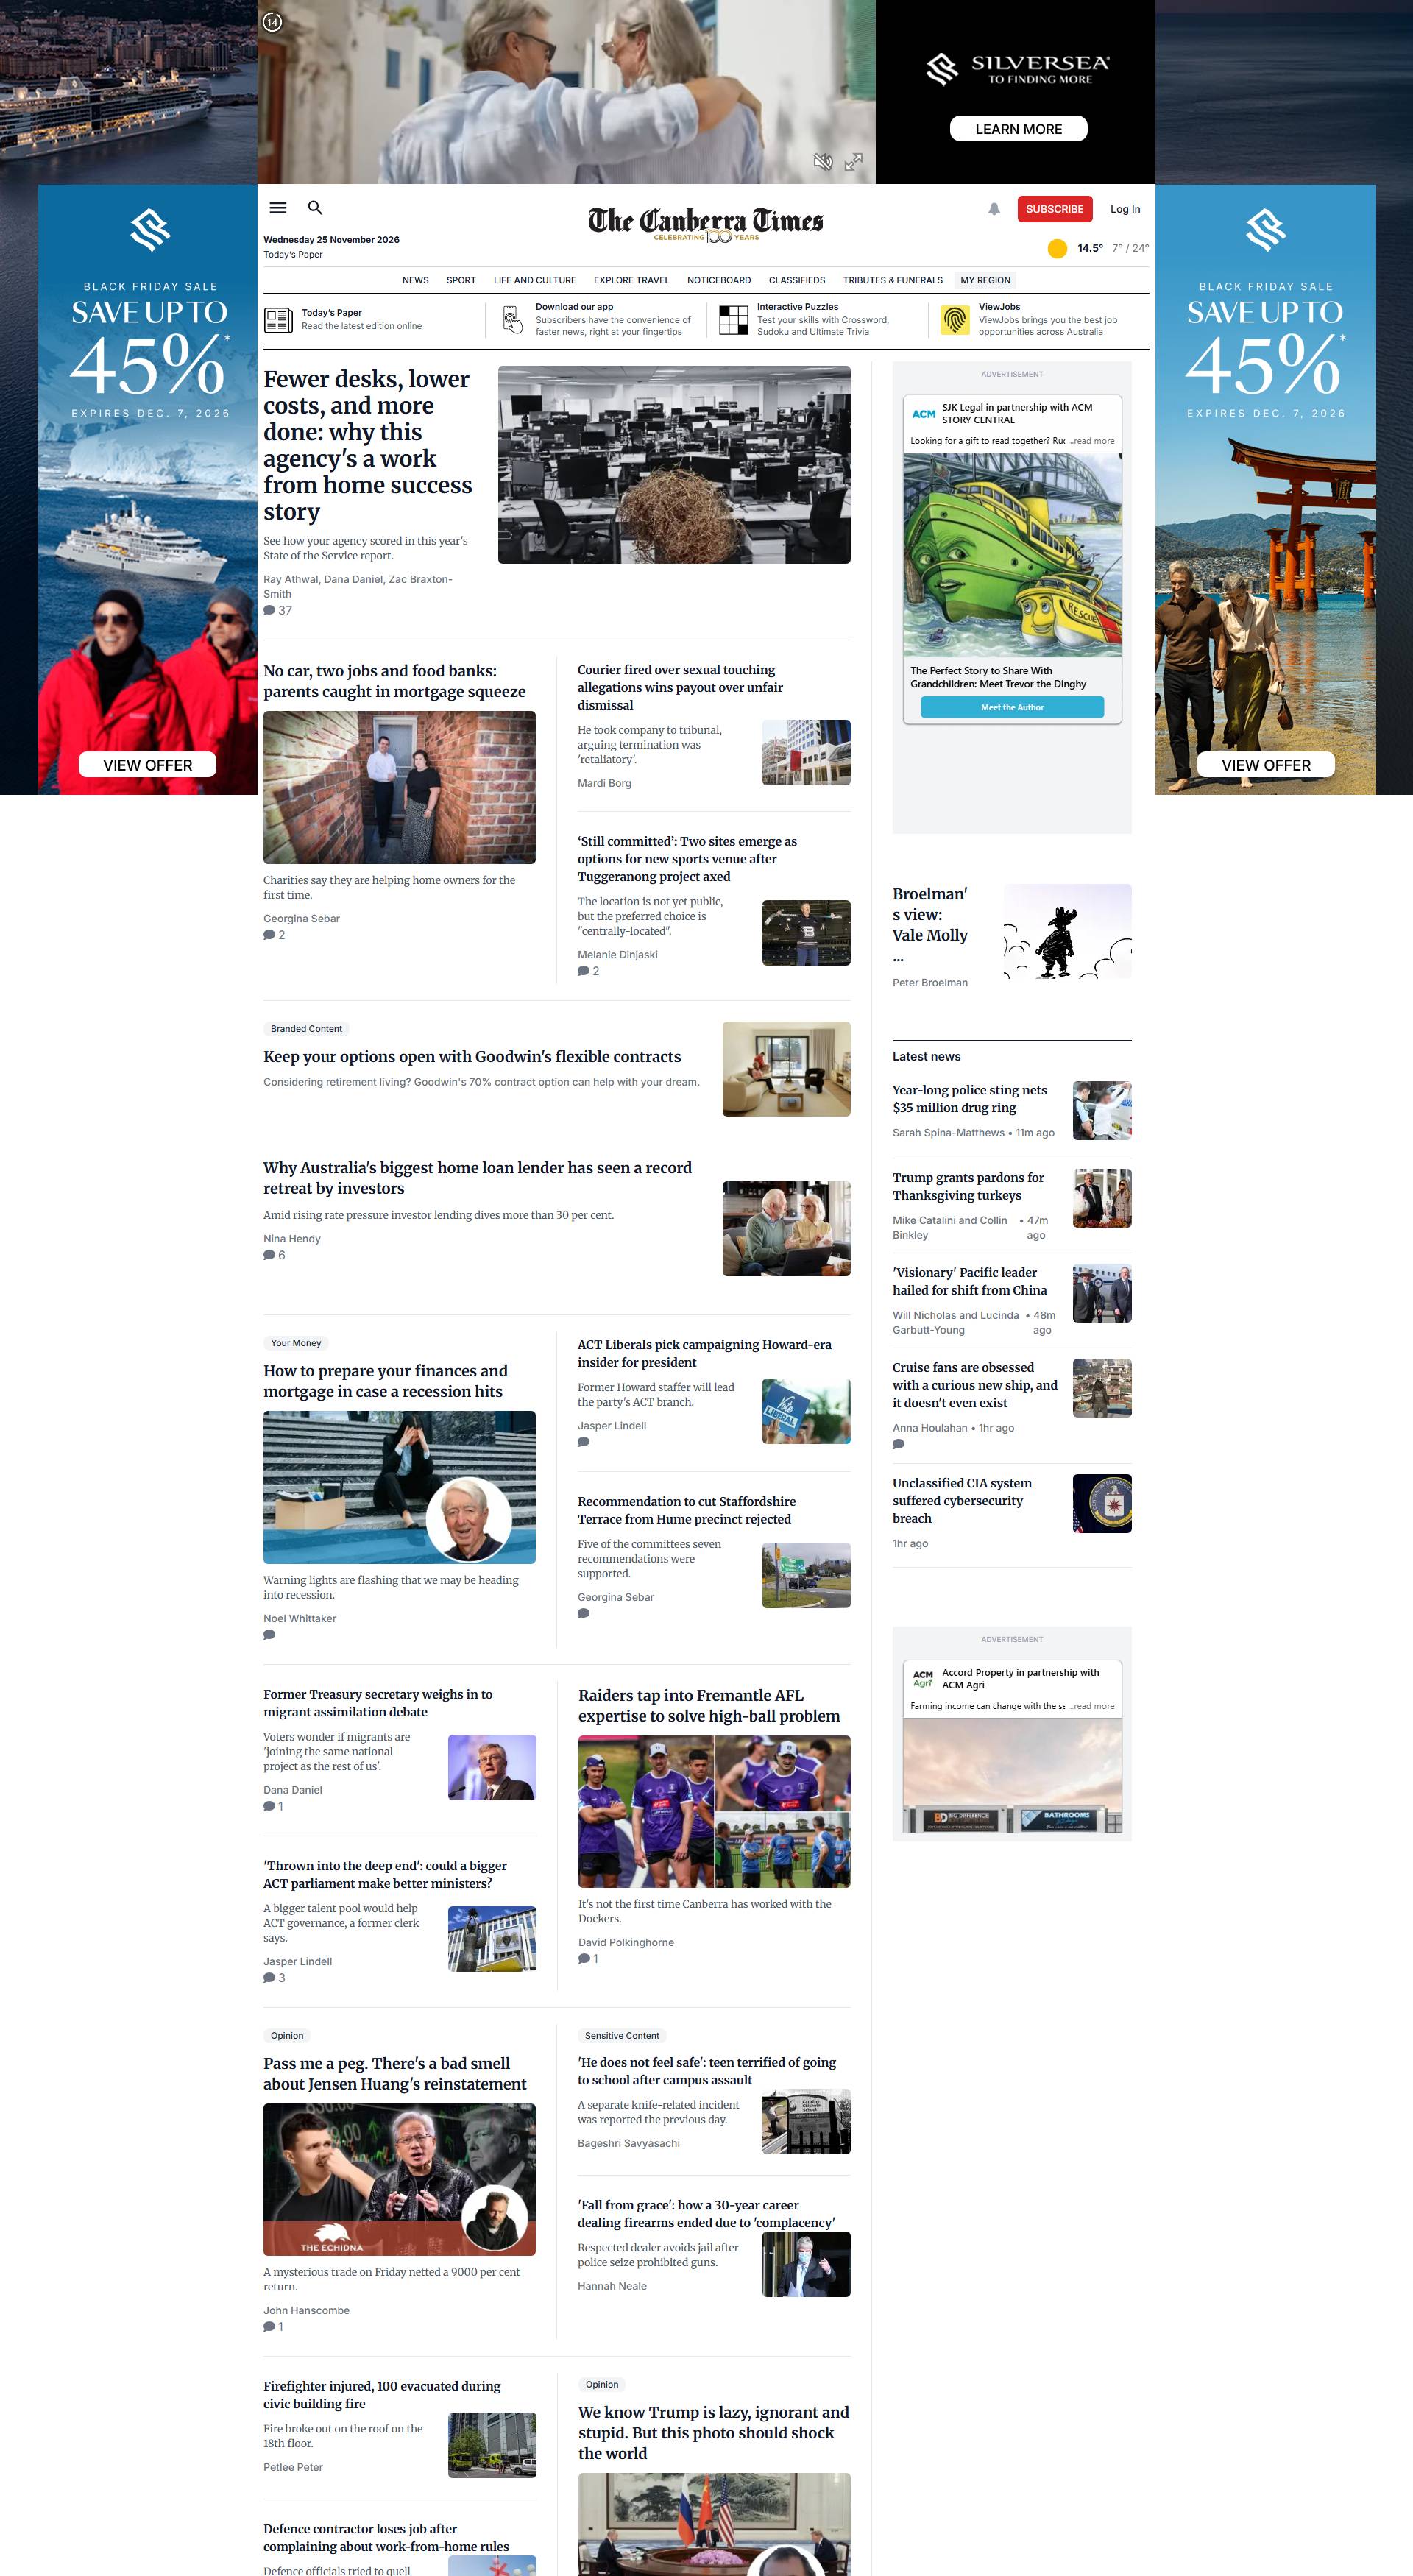 14
SILVERSEA
TO FINDING MORE
LEARN MORE
BLACK FRIDAY SALE
SAVE UP TO
45%*
EXPIRES DEC. 7, 2026
VIEW OFFER
BLACK FRIDAY SALE
SAVE UP TO
45%*
EXPIRES DEC. 7, 2026
VIEW OFFER
The Canberra Times
CELEBRATING 100 YEARS
SUBSCRIBE
Log In
Wednesday 25 November 2026
Today's Paper
14.5° 7° / 24°
NEWS SPORT LIFE AND CULTURE EXPLORE TRAVEL NOTICEBOARD CLASSIFIEDS TRIBUTES & FUNERALS MY REGION
Today's Paper
Read the latest edition online
Download our app
Subscribers have the convenience of
faster news, right at your fingertips
Interactive Puzzles
Test your skills with Crossword,
Sudoku and Ultimate Trivia
ViewJobs
ViewJobs brings you the best job
opportunities across Australia
Fewer desks, lower
costs, and more
done: why this
agency's a work
from home success
story
See how your agency scored in this year's
State of the Service report.
Ray Athwal, Dana Daniel, Zac Braxton-
Smith
37
No car, two jobs and food banks:
parents caught in mortgage squeeze
Charities say they are helping home owners for the
first time.
Georgina Sebar
2
Courier fired over sexual touching
allegations wins payout over unfair
dismissal
He took company to tribunal,
arguing termination was
'retaliatory'.
Mardi Borg
‘Still committed’: Two sites emerge as
options for new sports venue after
Tuggeranong project axed
The location is not yet public,
but the preferred choice is
"centrally-located".
Melanie Dinjaski
2
Branded Content
Keep your options open with Goodwin's flexible contracts
Considering retirement living? Goodwin's 70% contract option can help with your dream.
Why Australia's biggest home loan lender has seen a record
retreat by investors
Amid rising rate pressure investor lending dives more than 30 per cent.
Nina Hendy
6
Your Money
How to prepare your finances and
mortgage in case a recession hits
Warning lights are flashing that we may be heading
into recession.
Noel Whittaker
ACT Liberals pick campaigning Howard-era
insider for president
Former Howard staffer will lead
the party's ACT branch.
Jasper Lindell
Vote
LIBERAL
Recommendation to cut Staffordshire
Terrace from Hume precinct rejected
Five of the committees seven
recommendations were
supported.
Georgina Sebar
Former Treasury secretary weighs in to
migrant assimilation debate
Voters wonder if migrants are
'joining the same national
project as the rest of us'.
Dana Daniel
1
'Thrown into the deep end': could a bigger
ACT parliament make better ministers?
A bigger talent pool would help
ACT governance, a former clerk
says.
Jasper Lindell
3
Raiders tap into Fremantle AFL
expertise to solve high-ball problem
It's not the first time Canberra has worked with the
Dockers.
David Polkinghorne
1
Opinion
Pass me a peg. There's a bad smell
about Jensen Huang's reinstatement
THE ECHIDNA
A mysterious trade on Friday netted a 9000 per cent
return.
John Hanscombe
1
Sensitive Content
'He does not feel safe': teen terrified of going
to school after campus assault
A separate knife-related incident
was reported the previous day.
Bageshri Savyasachi
Caroline
Chisholm
School
'Fall from grace': how a 30-year career
dealing firearms ended due to 'complacency'
Respected dealer avoids jail after
police seize prohibited guns.
Hannah Neale
Firefighter injured, 100 evacuated during
civic building fire
Fire broke out on the roof on the
18th floor.
Petlee Peter
Defence contractor loses job after
complaining about work-from-home rules
Defence officials tried to quell
Opinion
We know Trump is lazy, ignorant and
stupid. But this photo should shock
the world
ADVERTISEMENT
ACM
SJK Legal in partnership with ACM
STORY CENTRAL
Looking for a gift to read together? Ru ...read more
RESCUE
The Perfect Story to Share With
Grandchildren: Meet Trevor the Dinghy
Meet the Author
Broelman'
s view:
Vale Molly
...
Peter Broelman
Latest news
Year-long police sting nets
$35 million drug ring
Sarah Spina-Matthews • 11m ago
Trump grants pardons for
Thanksgiving turkeys
Mike Catalini and Collin Binkley • 47m ago
'Visionary' Pacific leader
hailed for shift from China
Will Nicholas and Lucinda Garbutt-Young • 48m ago
Cruise fans are obsessed
with a curious new ship, and
it doesn't even exist
Anna Houlahan • 1hr ago
Unclassified CIA system
suffered cybersecurity
breach
1hr ago
ADVERTISEMENT
ACM
Agri
Accord Property in partnership with
ACM Agri
Farming income can change with the se ...read more
BD BIG DIFFERENCE
BATHROOMS